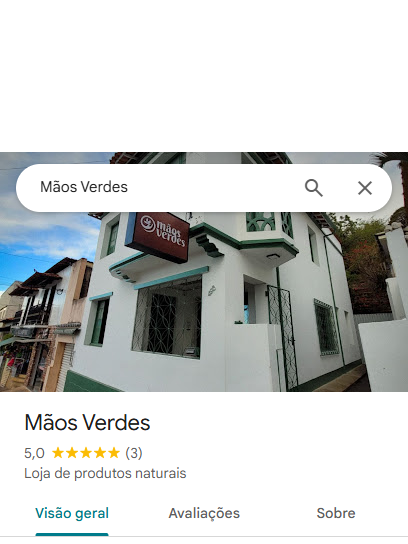 Mãos Verdes
mãos
verdes
Mãos Verdes
5,0 ★★★★★ (3)
Loja de produtos naturais
Visão geral
Avaliações
Sobre